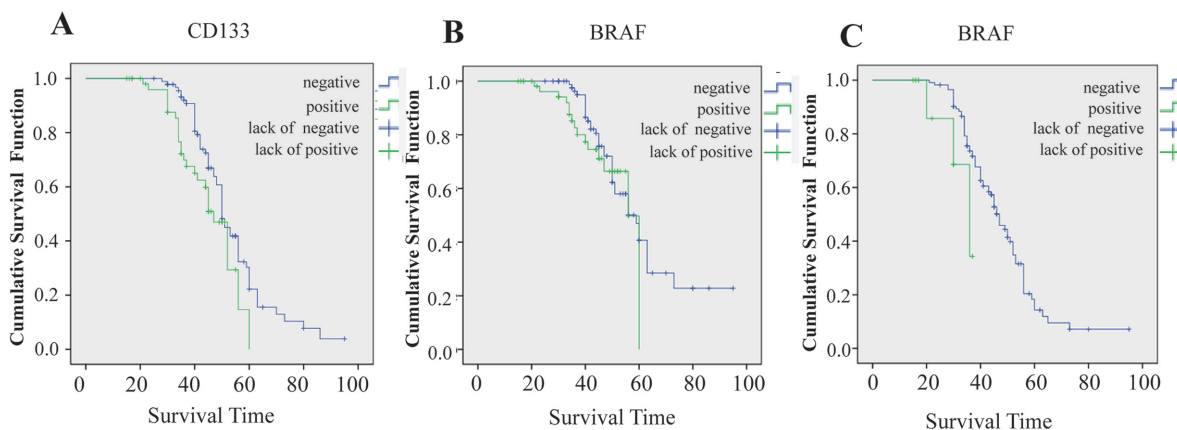 A
CD133
negative
positive
lack of negative
lack of positive
Cumulative Survival Function
1.0
0.8
0.6
0.4
0.2
0.0
0 20 40 60 80 100
Survival Time
B
BRAF
negative
positive
lack of negative
lack of positive
Cumulative Survival Function
1.0
0.8
0.6
0.4
0.2
0.0
0 20 40 60 80 100
Survival Time
C
BRAF
negative
positive
lack of negative
lack of positive
Cumulative Survival Function
1.0
0.8
0.6
0.4
0.2
0.0
0 20 40 60 80 100
Survival Time